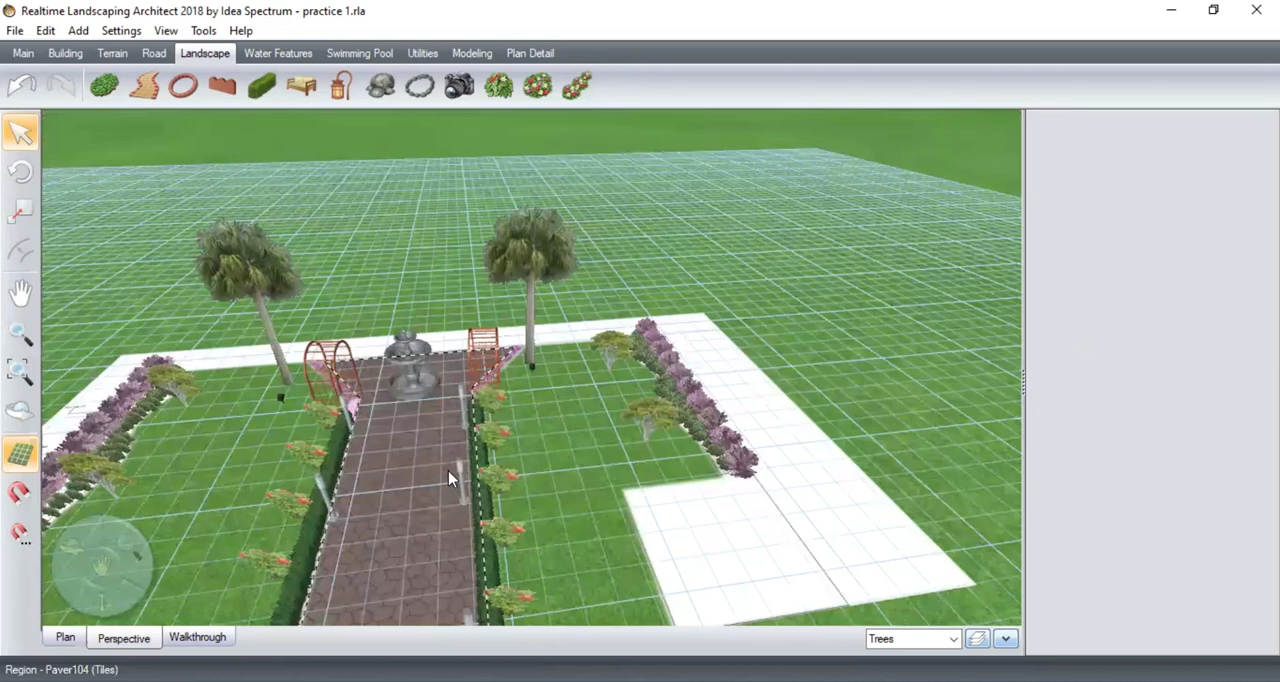 Realtime Landscaping Architect 2018 by Idea Spectrum - practice 1.rla
File Edit Add Settings View Tools Help
Main Building Terrain Road Landscape Water Features Swimming Pool Utilities Modeling Plan Detail
Plan Perspective Walkthrough Trees
Region - Paver104 (Tiles)